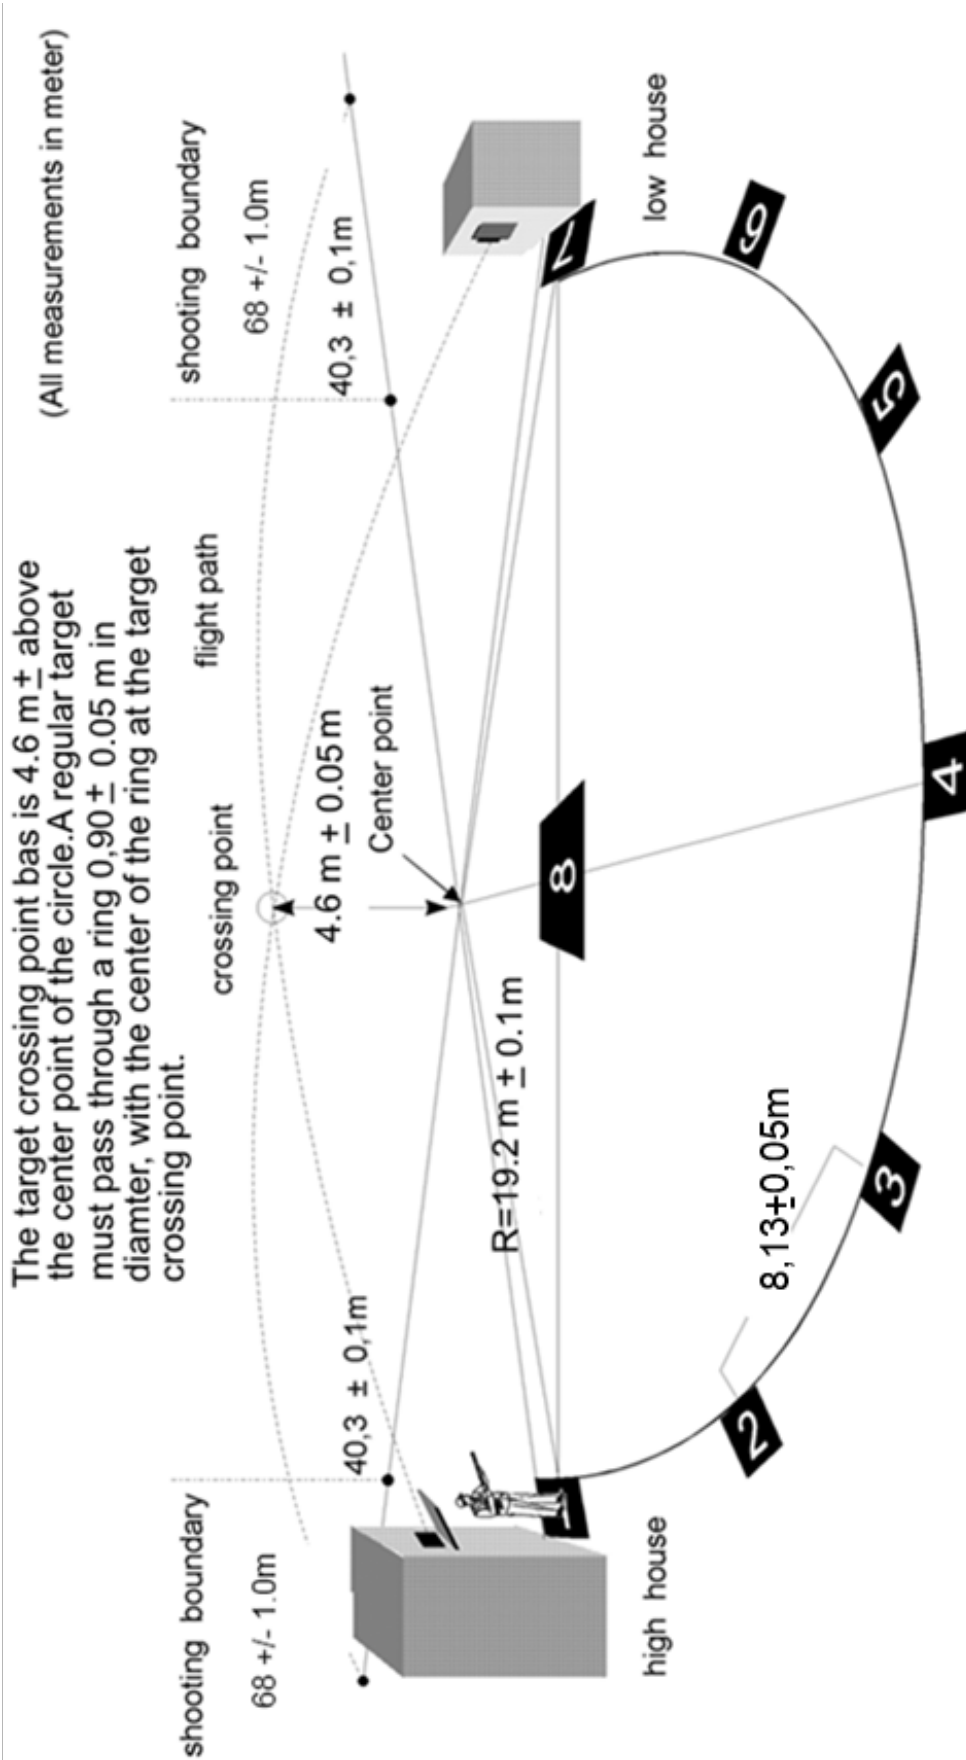 The target crossing point bas is 4.6 m± above
the center point of the circle.A regular target
must pass through a ring 0,90± 0.05 m in
diamter, with the center of the ring at the target
crossing point.
(All measurements in meter)
shooting boundary
68 +/- 1.0m
40,3 ± 0,1m
crossing point
flight path
shooting boundary
68 +/- 1.0m
40,3 ± 0,1m
4.6 m ± 0.05 m
Center point
R=19.2 m ± 0.1m
high house
low house
8,13±0,05m
1
2
3
4
5
6
7
8